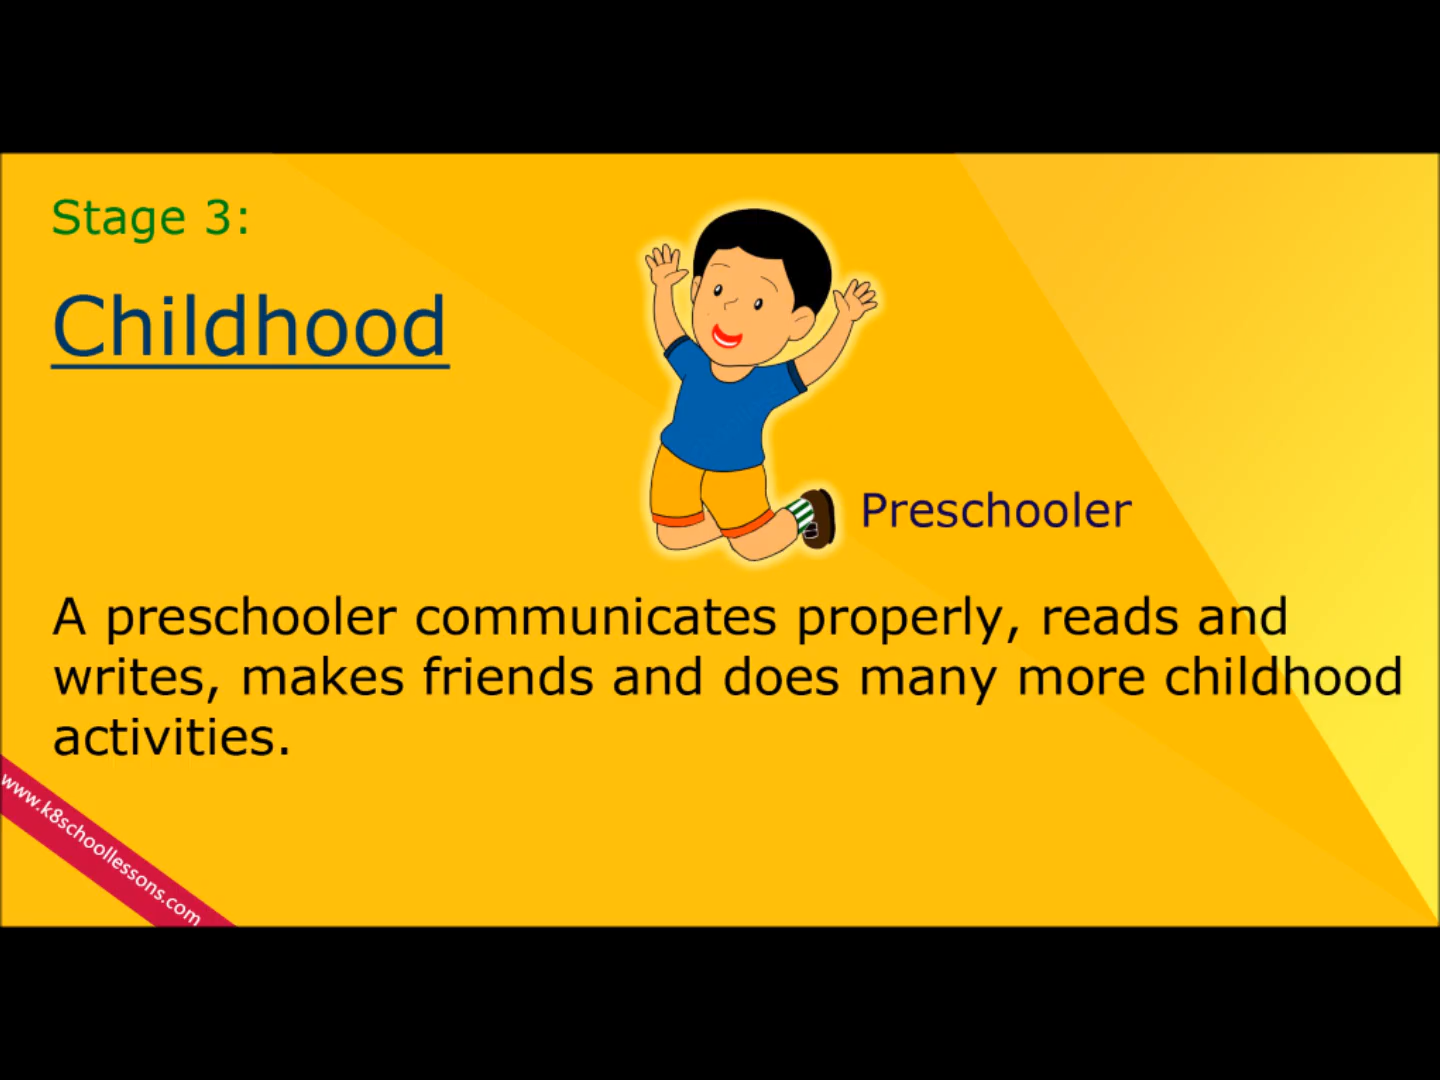 Stage 3:
Childhood
Preschooler
A preschooler communicates properly, reads and
writes, makes friends and does many more childhood
activities.
www.k8schoollessons.com